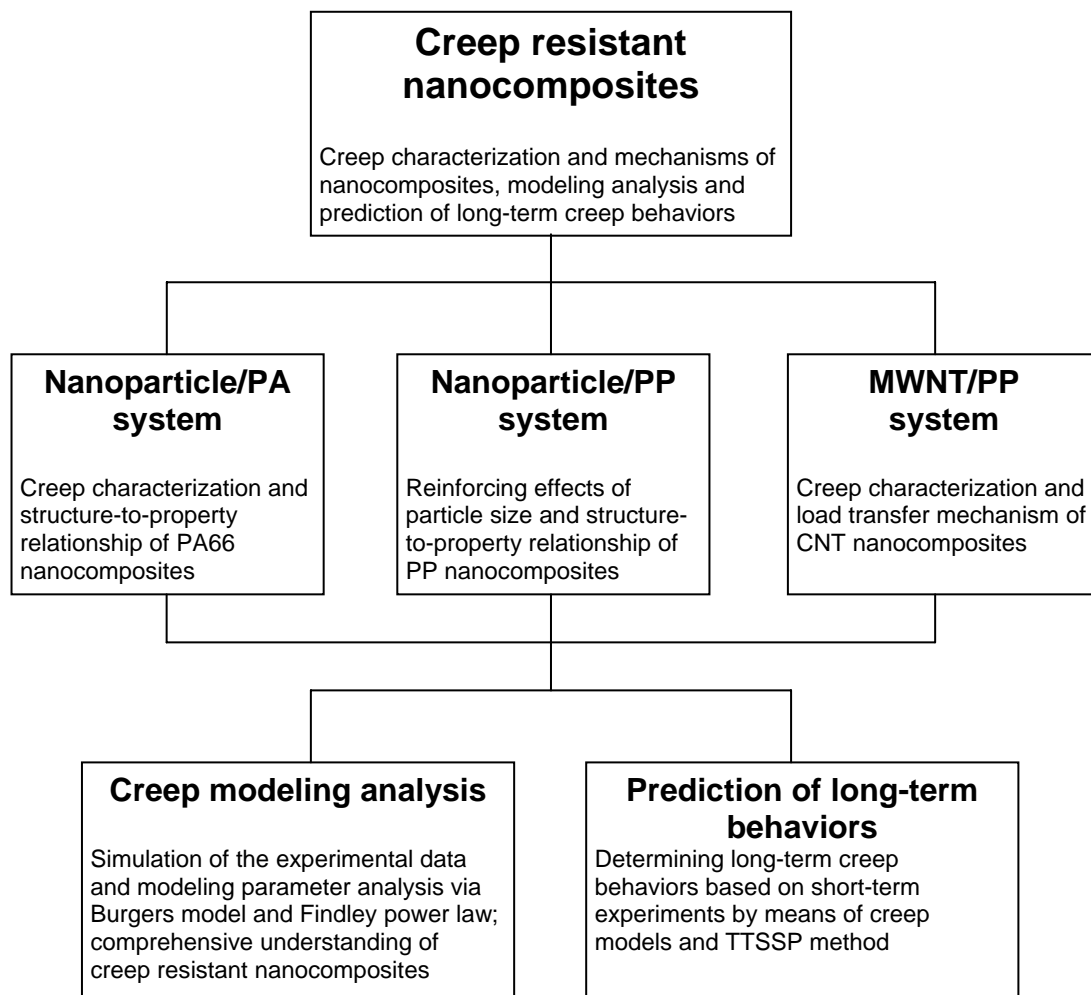 Creep resistant
nanocomposites
Creep characterization and mechanisms of
nanocomposites, modeling analysis and
prediction of long-term creep behaviors
Nanoparticle/PA
system
Creep characterization and
structure-to-property
relationship of PA66
nanocomposites
Nanoparticle/PP
system
Reinforcing effects of
particle size and structure-
to-property relationship of
PP nanocomposites
MWNT/PP
system
Creep characterization and
load transfer mechanism of
CNT nanocomposites
Creep modeling analysis
Simulation of the experimental data
and modeling parameter analysis via
Burgers model and Findley power law;
comprehensive understanding of
creep resistant nanocomposites
Prediction of long-term
behaviors
Determining long-term creep
behaviors based on short-term
experiments by means of creep
models and TTSSP method